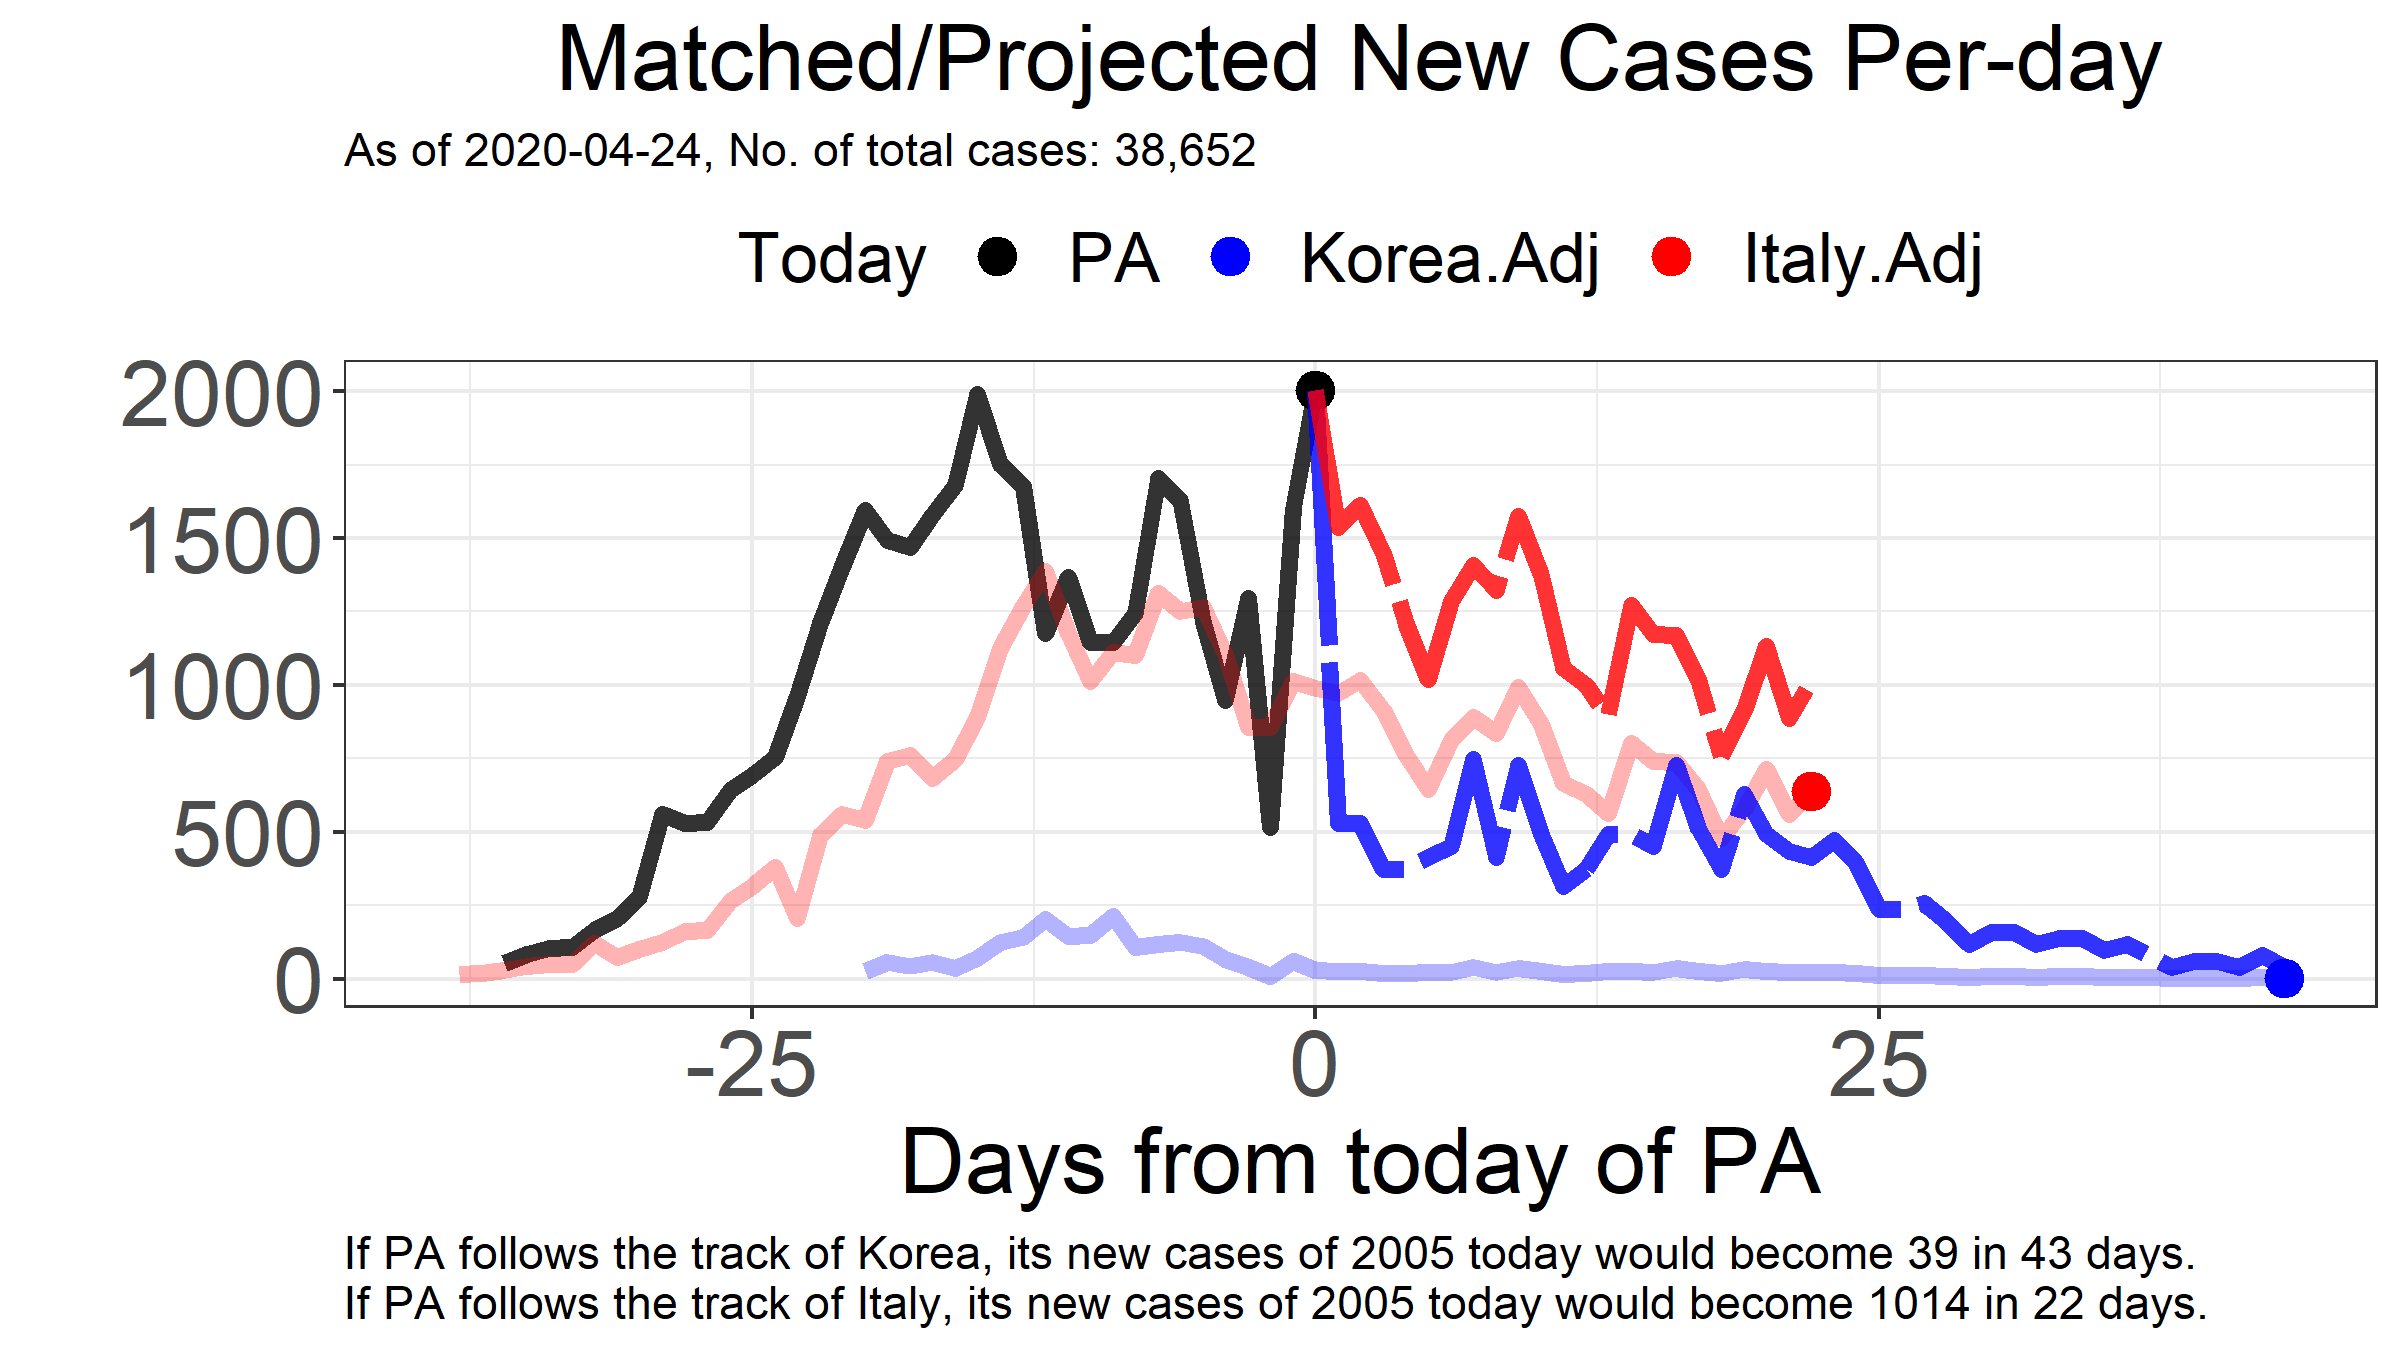 Matched/Projected New Cases Per-day
As of 2020-04-24, No. of total cases: 38,652
Today PA Korea.Adj Italy.Adj
2000
1500
1000
500
0
-25 0 25
Days from today of PA
If PA follows the track of Korea, its new cases of 2005 today would become 39 in 43 days.
If PA follows the track of Italy, its new cases of 2005 today would become 1014 in 22 days.